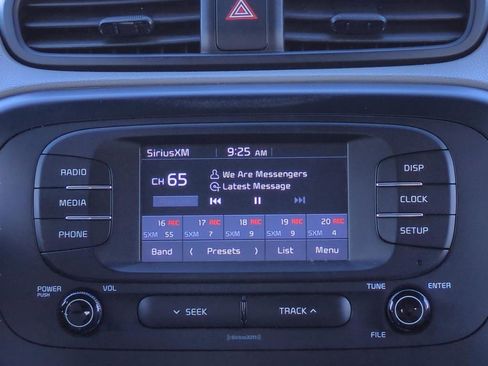 SiriusXM 9:25 AM
RADIO
DISP
CH 65
We Are Messengers
Latest Message
MEDIA
CLOCK
16 REC 17 REC 18 REC 19 REC 20 REC
SXM 55 SXM 7 SXM 9 SXM 9 SXM 4
PHONE
SETUP
Band ( Presets ) List Menu
POWER PUSH VOL
TUNE ENTER
SEEK
TRACK
FILE
((SiriusXM))